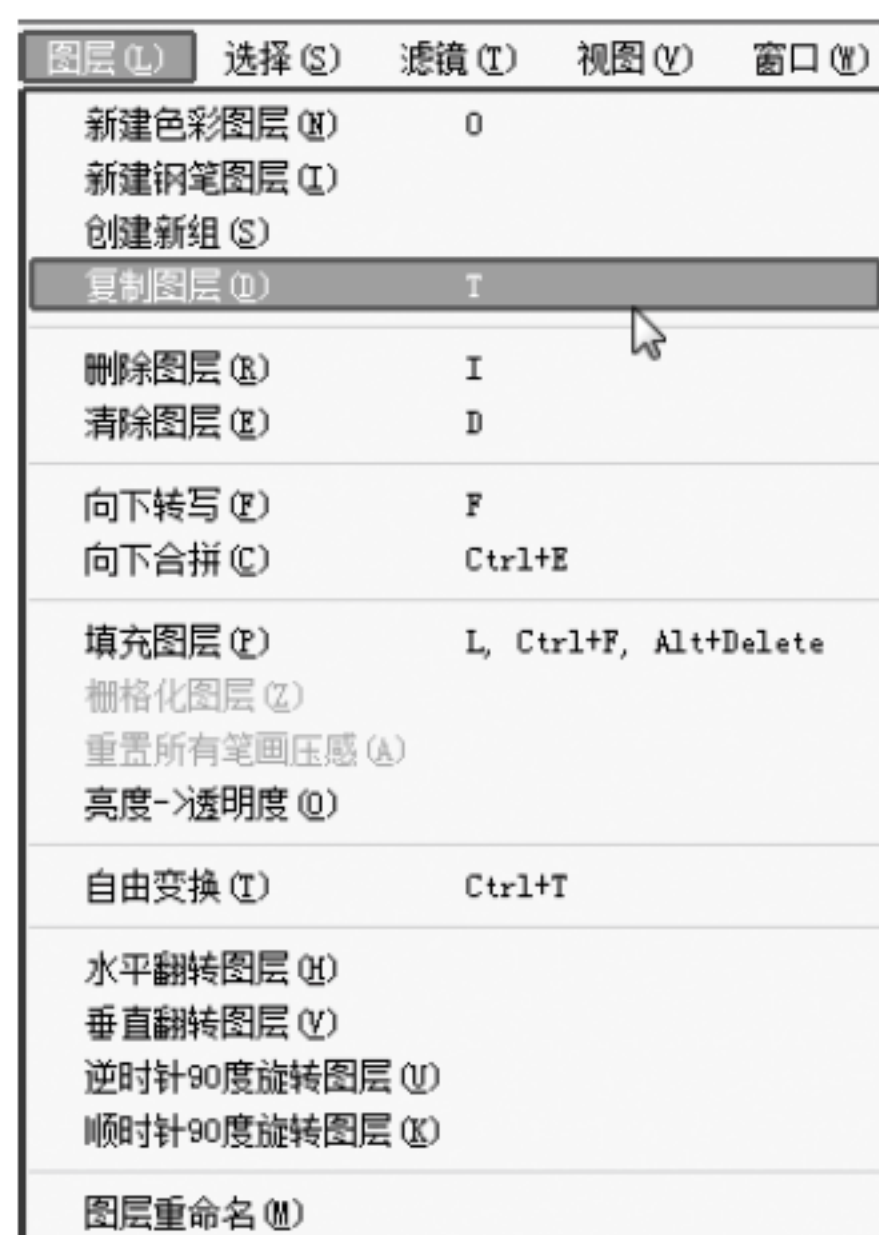 图层(L) 选择(S) 滤镜(T) 视图(V) 窗口(W)
新建色彩图层(N) O
新建钢笔图层(I)
创建新组(S)
复制图层(D) T
删除图层(R) I
清除图层(E) D
向下转写(F) F
向下合拼(C) Ctrl+E
填充图层(P) L, Ctrl+F, Alt+Delete
栅格化图层(Z)
重置所有笔画压感(A)
亮度->透明度(O)
自由变换(T) Ctrl+T
水平翻转图层(H)
垂直翻转图层(V)
逆时针90度旋转图层(U)
顺时针90度旋转图层(K)
图层重命名(M)